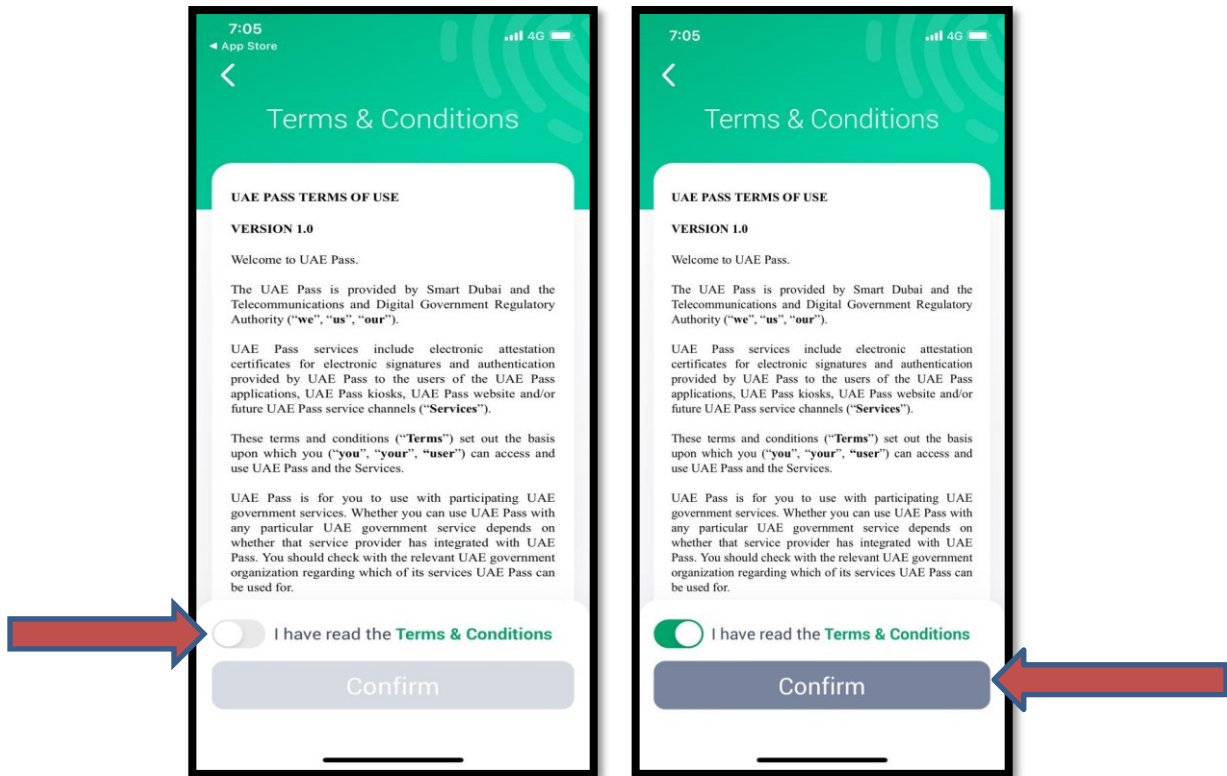 7:05
4G
App Store
Terms & Conditions
UAE PASS TERMS OF USE
VERSION 1.0
Welcome to UAE Pass.
The UAE Pass is provided by Smart Dubai and the
Telecommunications and Digital Government Regulatory
Authority (“we”, “us”, “our”).
UAE Pass services include electronic attestation
certificates for electronic signatures and authentication
provided by UAE Pass to the users of the UAE Pass
applications, UAE Pass kiosks, UAE Pass website and/or
future UAE Pass service channels (“Services”).
These terms and conditions (“Terms”) set out the basis
upon which you (“you”, “your”, “user”) can access and
use UAE Pass and the Services.
UAE Pass is for you to use with participating UAE
government services. Whether you can use UAE Pass with
any particular UAE government service depends on
whether that service provider has integrated with UAE
Pass. You should check with the relevant UAE government
organization regarding which of its services UAE Pass can
be used for.
I have read the Terms & Conditions
Confirm
7:05
4G
Terms & Conditions
UAE PASS TERMS OF USE
VERSION 1.0
Welcome to UAE Pass.
The UAE Pass is provided by Smart Dubai and the
Telecommunications and Digital Government Regulatory
Authority (“we”, “us”, “our”).
UAE Pass services include electronic attestation
certificates for electronic signatures and authentication
provided by UAE Pass to the users of the UAE Pass
applications, UAE Pass kiosks, UAE Pass website and/or
future UAE Pass service channels (“Services”).
These terms and conditions (“Terms”) set out the basis
upon which you (“you”, “your”, “user”) can access and
use UAE Pass and the Services.
UAE Pass is for you to use with participating UAE
government services. Whether you can use UAE Pass with
any particular UAE government service depends on
whether that service provider has integrated with UAE
Pass. You should check with the relevant UAE government
organization regarding which of its services UAE Pass can
be used for.
I have read the Terms & Conditions
Confirm